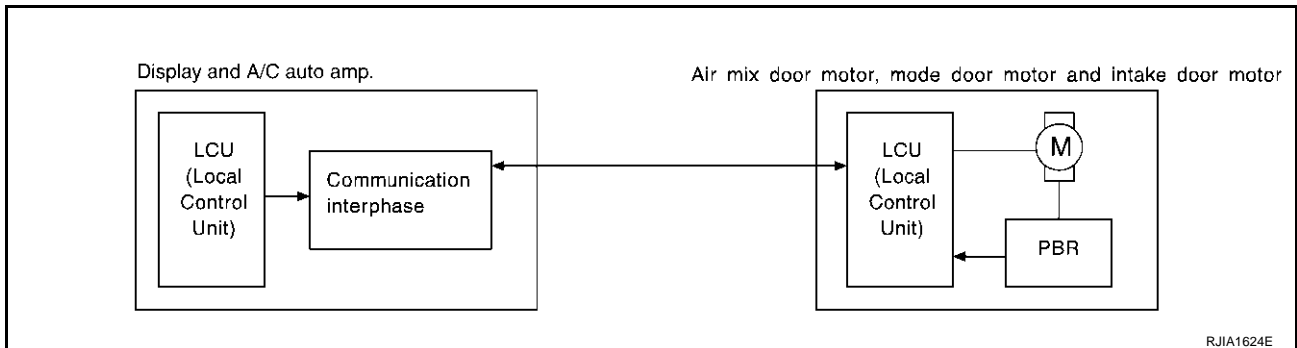 Display and A/C auto amp.
Air mix door motor, mode door motor and intake door motor
LCU
(Local
Control
Unit)
Communication
interphase
LCU
(Local
Control
Unit)
M
PBR
RJIA1624E